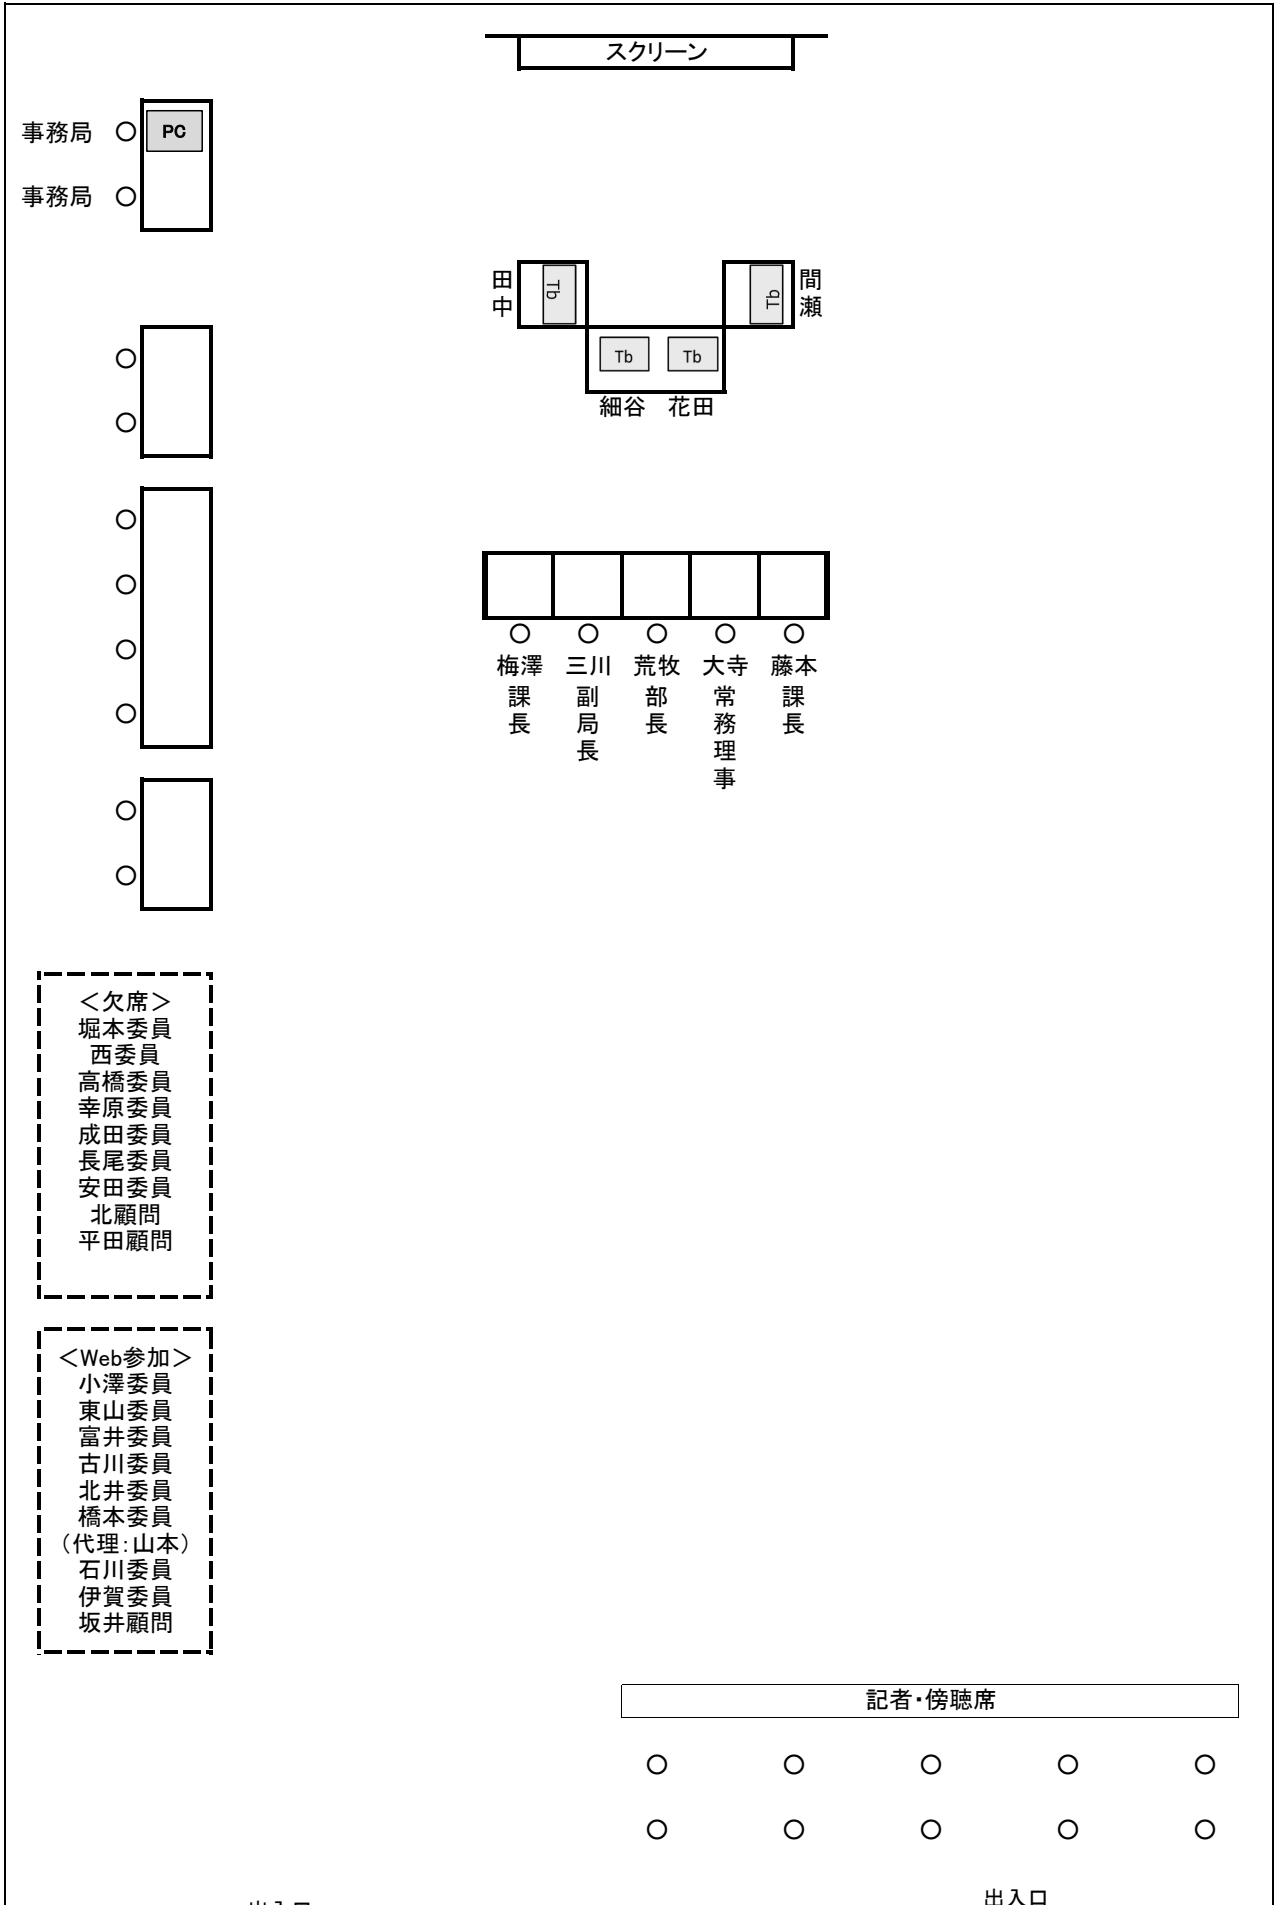 スクリーン
事務局
PC
事務局
田中
Tb
Tb
間瀬
Tb
Tb
細谷
花田
梅澤課長
三川副局長
荒牧部長
大寺常務理事
藤本課長
＜欠席＞
堀本委員
西委員
高橋委員
幸原委員
成田委員
長尾委員
安田委員
北顧問
平田顧問
＜Web参加＞
小澤委員
東山委員
富井委員
古川委員
北井委員
橋本委員
（代理：山本）
石川委員
伊賀委員
坂井顧問
記者・傍聴席
出入口
出入口